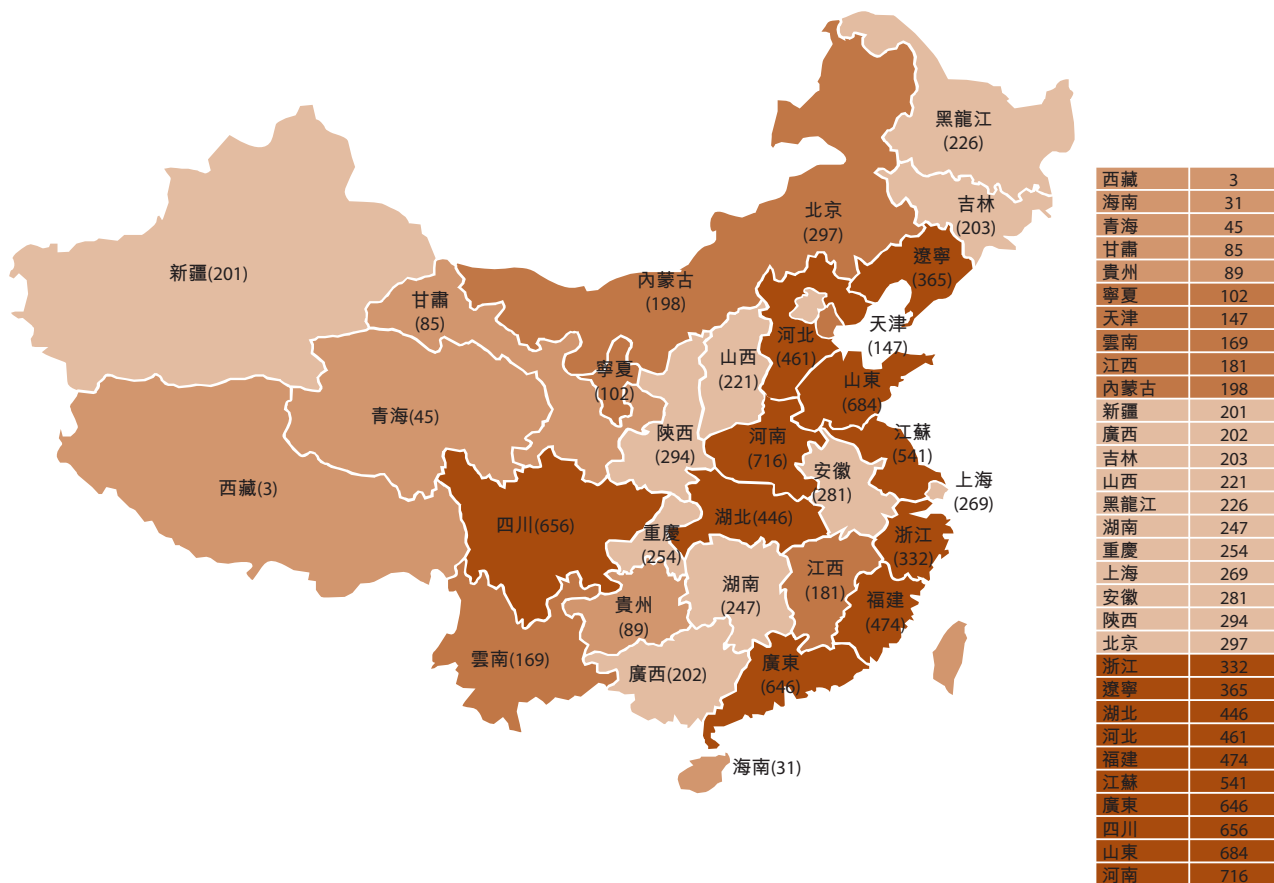 黑龍江
(226)
吉林
(203)
北京
(297)
遼寧
(365)
新疆(201)
內蒙古
(198)
甘肅
(85)
天津
(147)
河北
(461)
山西
(221)
寧夏
(102)
山東
(684)
青海(45)
陝西
(294)
河南
(716)
江蘇
(541)
安徽
(281)
上海
(269)
西藏(3)
四川(656)
湖北(446)
重慶
(254)
浙江
(332)
江西
(181)
湖南
(247)
福建
(474)
貴州
(89)
雲南(169)
廣西(202)
廣東
(646)
海南(31)
西藏 3
海南 31
青海 45
甘肅 85
貴州 89
寧夏 102
天津 147
雲南 169
江西 181
內蒙古 198
新疆 201
廣西 202
吉林 203
山西 221
黑龍江 226
湖南 247
重慶 254
上海 269
安徽 281
陝西 294
北京 297
浙江 332
遼寧 365
湖北 446
河北 461
福建 474
江蘇 541
廣東 646
四川 656
山東 684
河南 716